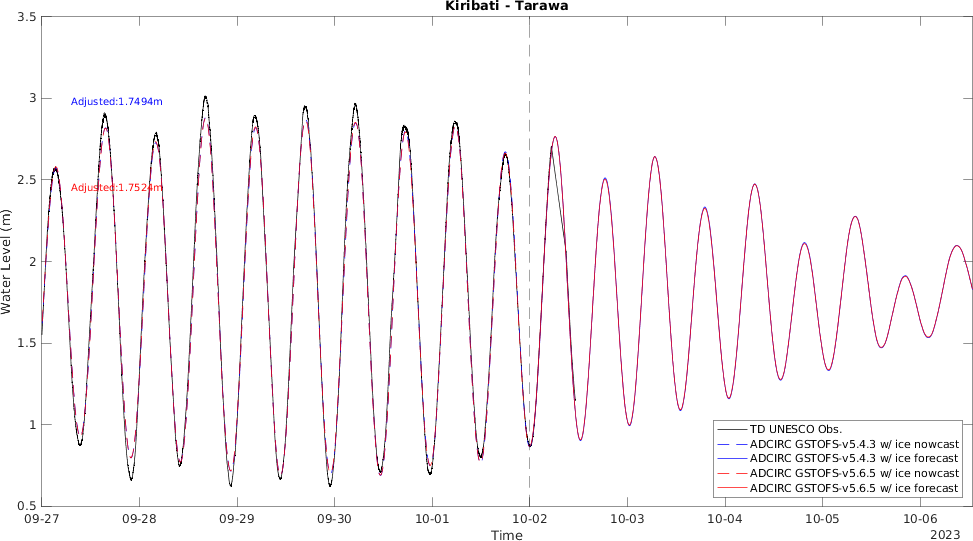 Kiribati - Tarawa
3.5
3
2.5
2
1.5
1
0.5
Water Level (m)
Adjusted:1.7494m
Adjusted:1.7524m
TD UNESCO Obs.
ADCIRC GSTOFS-v5.4.3 w/ ice nowcast
ADCIRC GSTOFS-v5.4.3 w/ ice forecast
ADCIRC GSTOFS-v5.6.5 w/ ice nowcast
ADCIRC GSTOFS-v5.6.5 w/ ice forecast
09-27 09-28 09-29 09-30 10-01 10-02 10-03 10-04 10-05 10-06
Time
2023